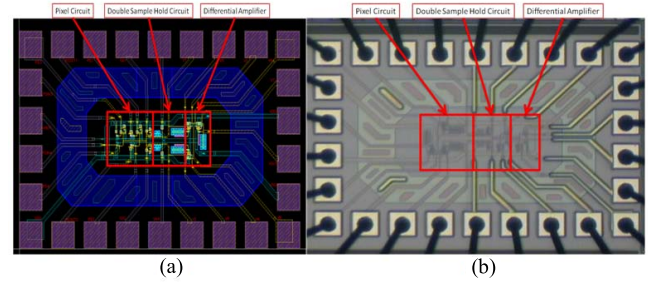 Pixel Circuit
Double Sample Hold Circuit
Differential Amplifier
Pixel Circuit
Double Sample Hold Circuit
Differential Amplifier
(a)
(b)